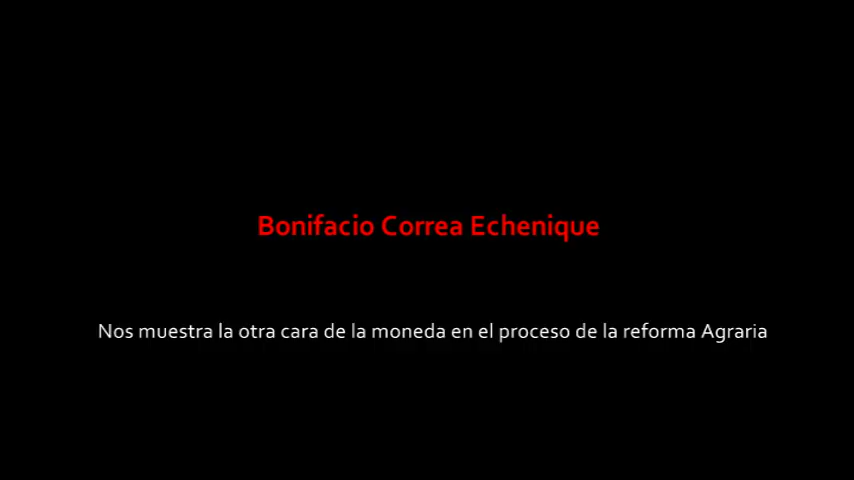 Bonifacio Correa Echenique
Nos muestra la otra cara de la moneda en el proceso de la reforma Agraria